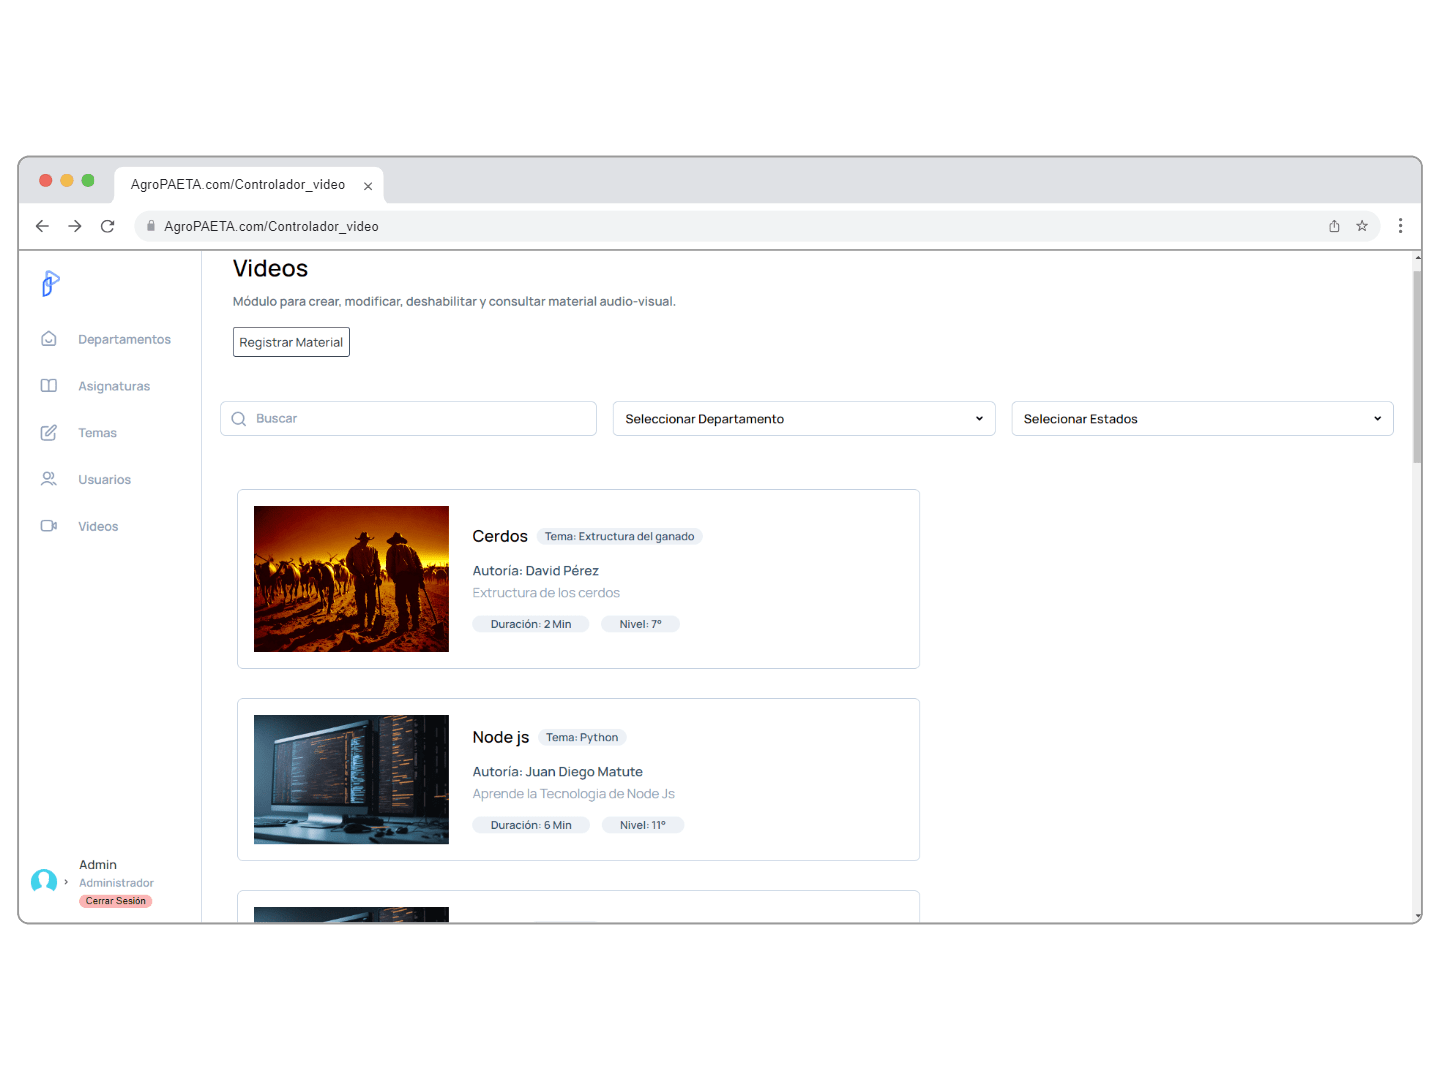 AgroPAETA.com/Controlador_video
AgroPAETA.com/Controlador_video
Departamentos
Asignaturas
Temas
Usuarios
Videos
Admin
Administrador
Cerrar Sesión
Videos
Módulo para crear, modificar, deshabilitar y consultar material audio-visual.
Registrar Material
Buscar
Seleccionar Departamento
Selecionar Estados
Cerdos Tema: Extructura del ganado
Autoría: David Pérez
Extructura de los cerdos
Duración: 2 Min Nivel: 7°
Node js Tema: Python
Autoría: Juan Diego Matute
Aprende la Tecnologia de Node Js
Duración: 6 Min Nivel: 11°